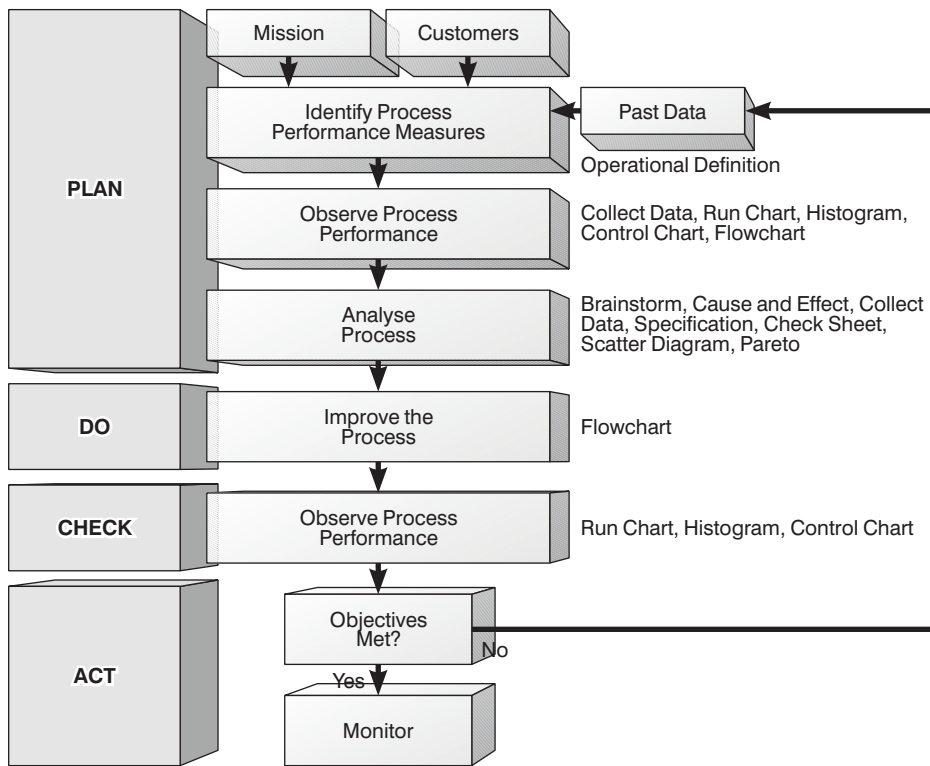 Mission
Customers
Identify Process
Performance Measures
Past Data
Operational Definition
PLAN
Observe Process
Performance
Collect Data, Run Chart, Histogram,
Control Chart, Flowchart
Analyse
Process
Brainstorm, Cause and Effect, Collect
Data, Specification, Check Sheet,
Scatter Diagram, Pareto
DO
Improve the
Process
Flowchart
CHECK
Observe Process
Performance
Run Chart, Histogram, Control Chart
ACT
Objectives
Met?
No
Yes
Monitor